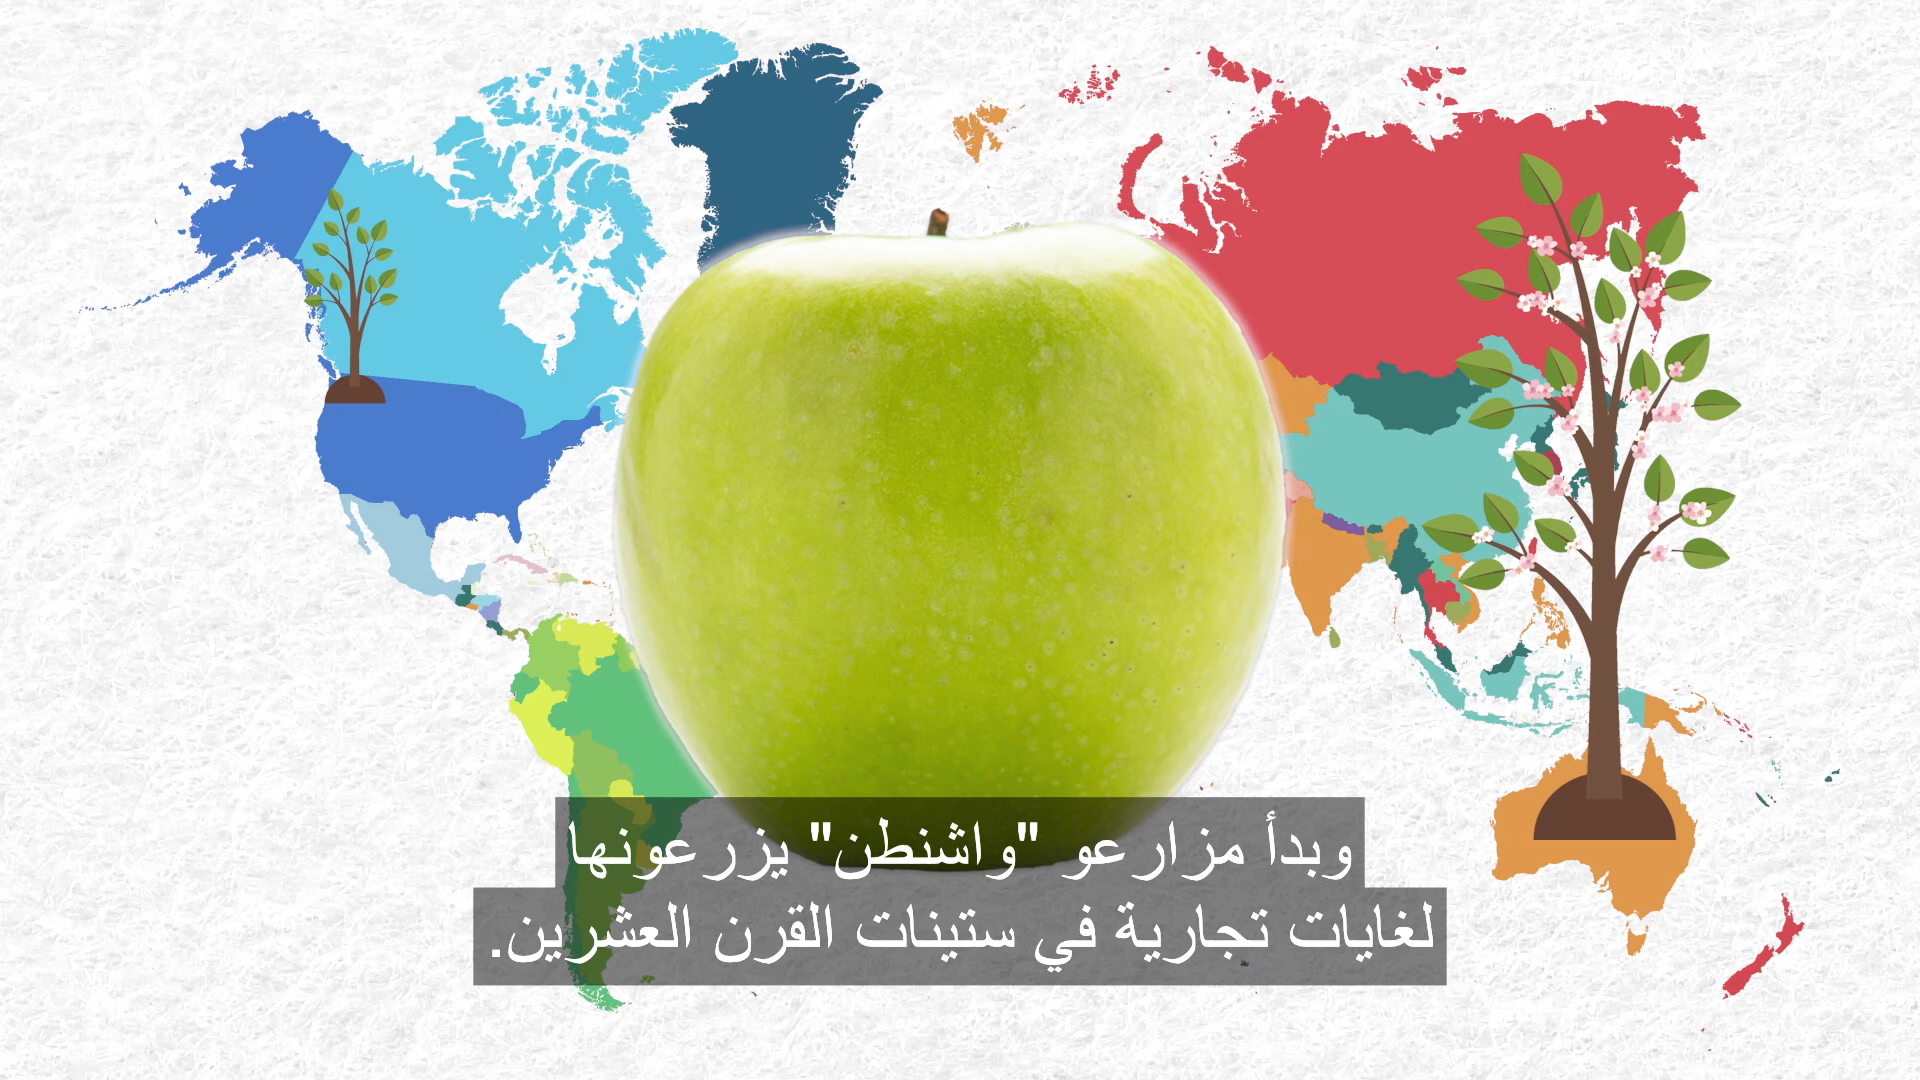 وبدأ مزارعو "واشنطن" يزرعونها
لغايات تجارية في ستينات القرن العشرين.